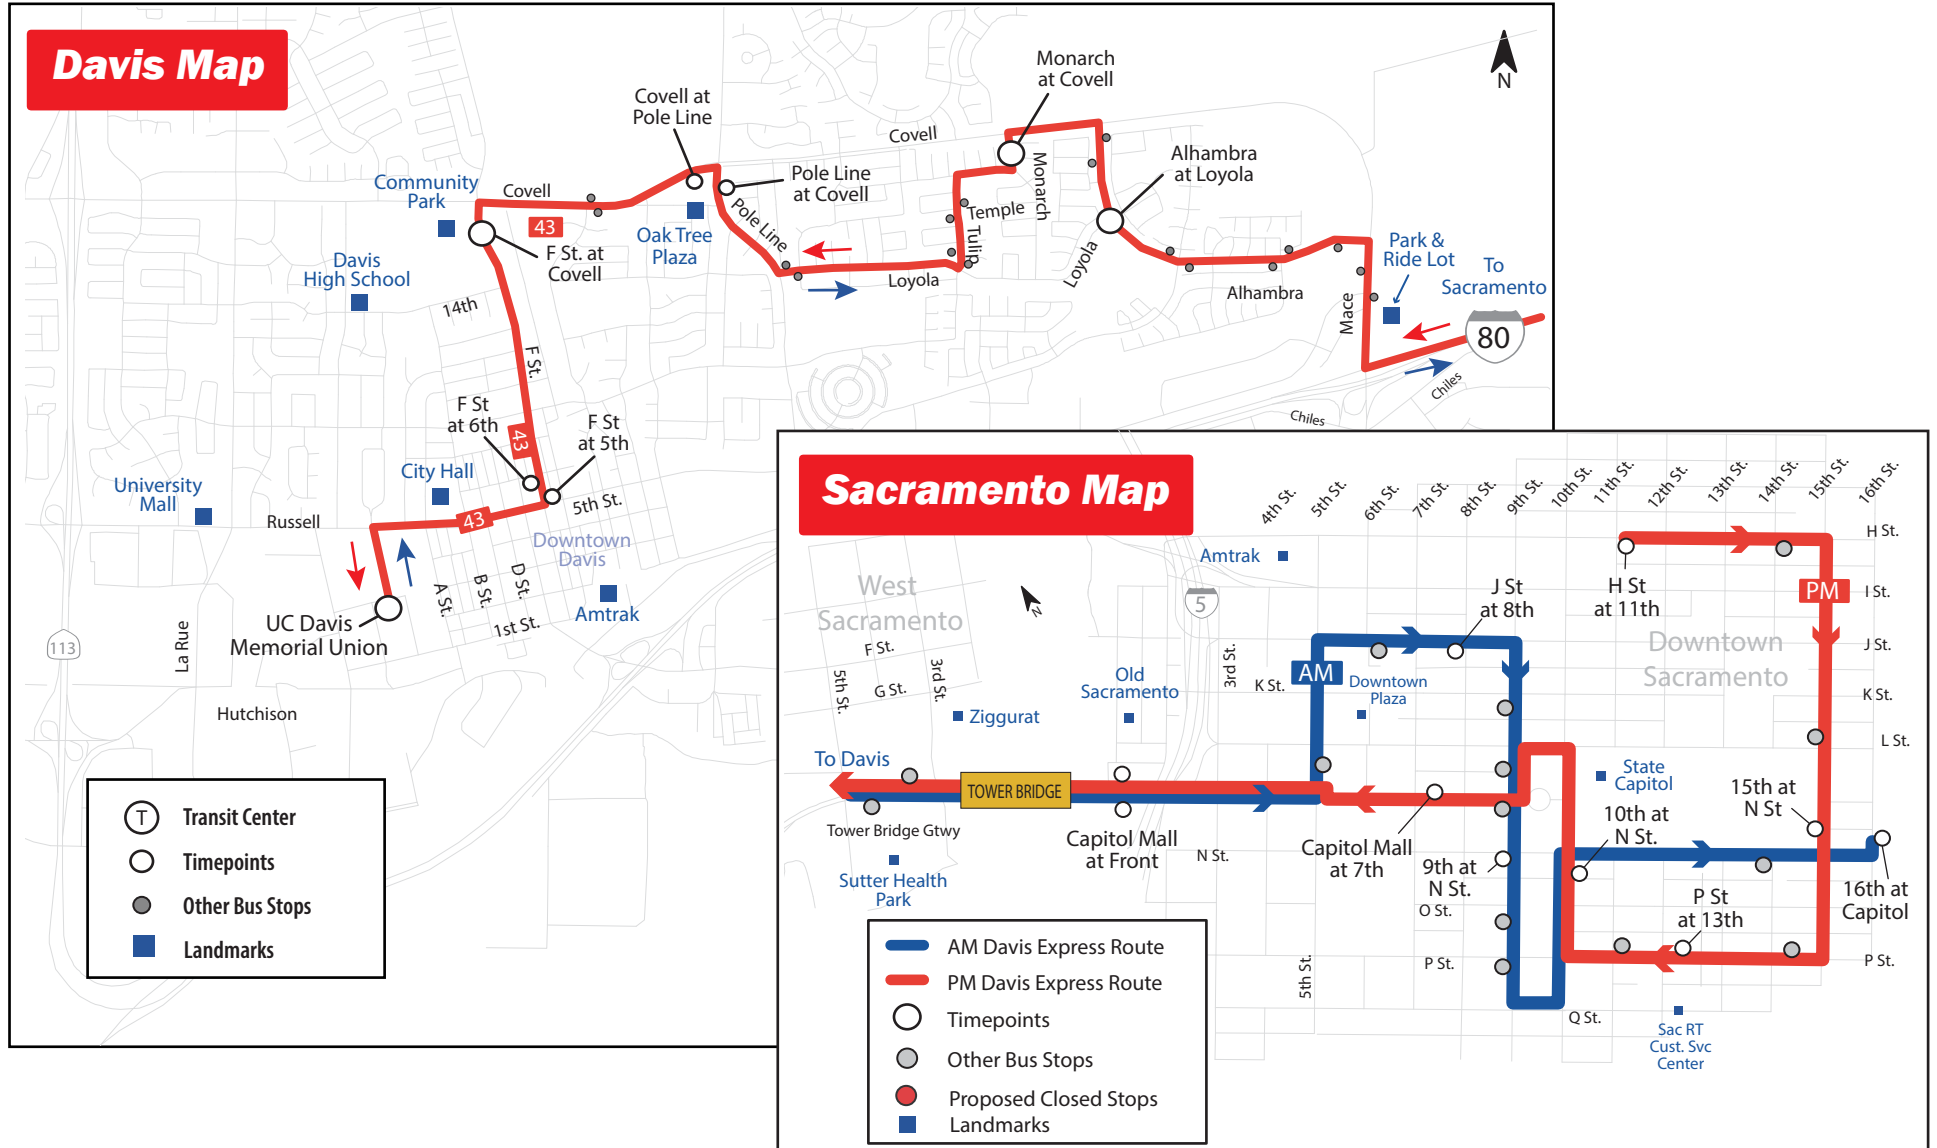 Davis Map
N
Monarch
at Covell
Covell at
Pole Line
Covell
Alhambra
at Loyola
Pole Line
at Covell
Community
Park
Covell
43
Monarch
Temple
Tulip
Pole Line
Oak Tree
Plaza
F St. at
Covell
Davis
High School
Loyola
Loyola
Park &
Ride Lot
To
Sacramento
Alhambra
Mace
80
14th
F St.
Chiles
Chiles
F St
at 6th
F St
at 5th
43
City Hall
University
Mall
Russell
43
5th St.
Downtown
Davis
A St.
B St.
D St.
1st St.
Amtrak
UC Davis
Memorial Union
113
La Rue
Hutchison
T
Transit Center
Timepoints
Other Bus Stops
Landmarks
Sacramento Map
4th St.
5th St.
6th St.
7th St.
8th St.
9th St.
10th St.
11th St.
12th St.
13th St.
14th St.
15th St.
16th St.
H St.
Amtrak
H St
at 11th
J St
at 8th
PM
I St.
West
Sacramento
N
5
Downtown
Sacramento
J St.
F St.
G St.
5th St.
3rd St.
3rd St.
K St.
AM
Downtown
Plaza
Old
Sacramento
K St.
Ziggurat
L St.
To Davis
TOWER BRIDGE
State
Capitol
15th at
N St
10th at
N St.
Tower Bridge Gtwy
Capitol Mall
at Front
N St.
Capitol Mall
at 7th
9th at
N St.
Sutter Health
Park
16th at
Capitol
O St.
P St
at 13th
P St.
P St.
5th St.
Q St.
Sac RT
Cust. Svc
Center
AM Davis Express Route
PM Davis Express Route
Timepoints
Other Bus Stops
Proposed Closed Stops
Landmarks